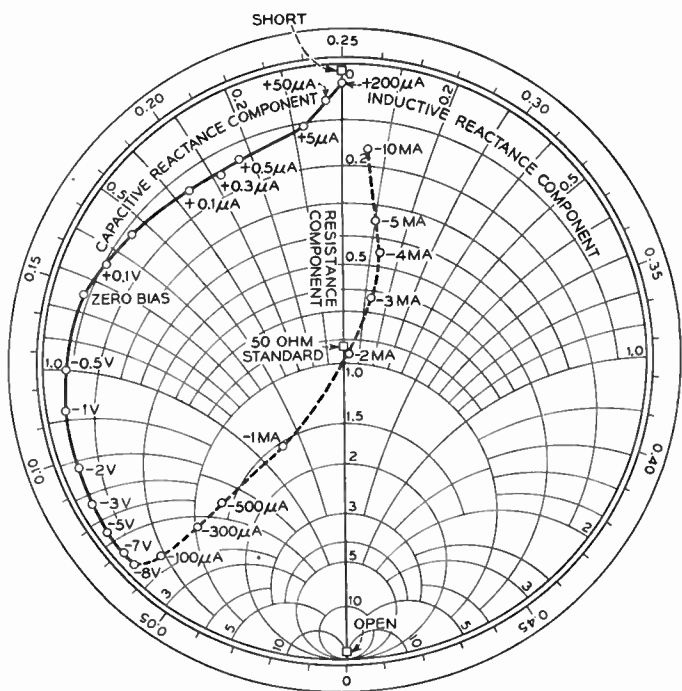 SHORT
0.25
0.20
0.30
0
+50µA
+200µA
0.2
0.2
CAPACITIVE REACTANCE COMPONENT
INDUCTIVE REACTANCE COMPONENT
+5µA
-10MA
0.2
+0.5µA
+0.3µA
+0.1µA
0.5
0.5
RESISTANCE
COMPONENT
-5MA
-4MA
0.5
0.15
0.35
+0.1V
ZERO BIAS
-3MA
50 OHM
STANDARD
-2MA
1.0
-0.5V
1.0
1.0
-1V
1.5
-1MA
0.10
0.40
-2V
2
-500µA
-3V
3
-300µA
-5V
2
-7V
-100µA
5
-8V
3
3
10
0.05
0.45
5
10
OPEN
10
5
0